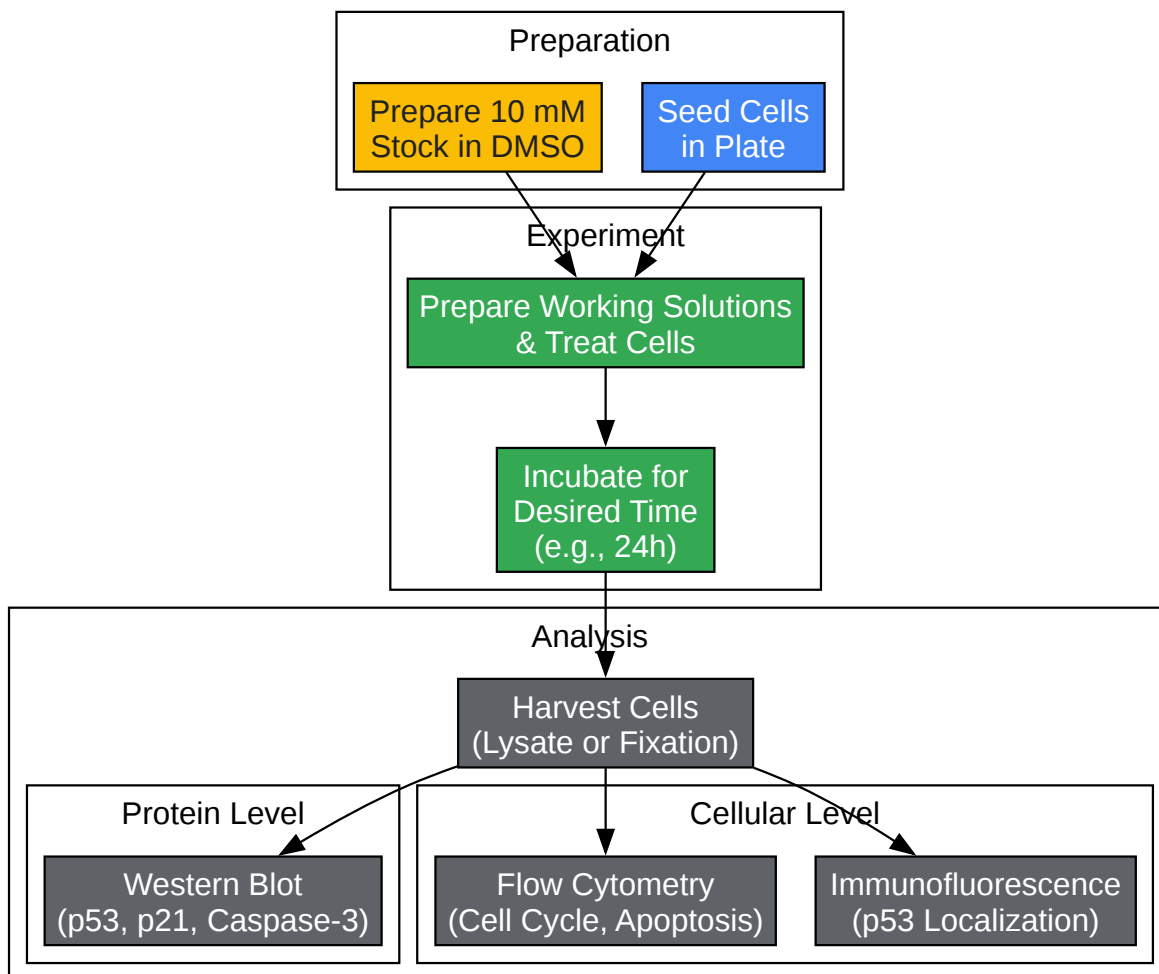 Preparation
Prepare 10 mM
Stock in DMSO
Seed Cells
in Plate
Experiment
Prepare Working Solutions
& Treat Cells
Incubate for
Desired Time
(e.g., 24h)
Analysis
Harvest Cells
(Lysate or Fixation)
Protein Level
Western Blot
(p53, p21, Caspase-3)
Cellular Level
Flow Cytometry
(Cell Cycle, Apoptosis)
Immunofluorescence
(p53 Localization)